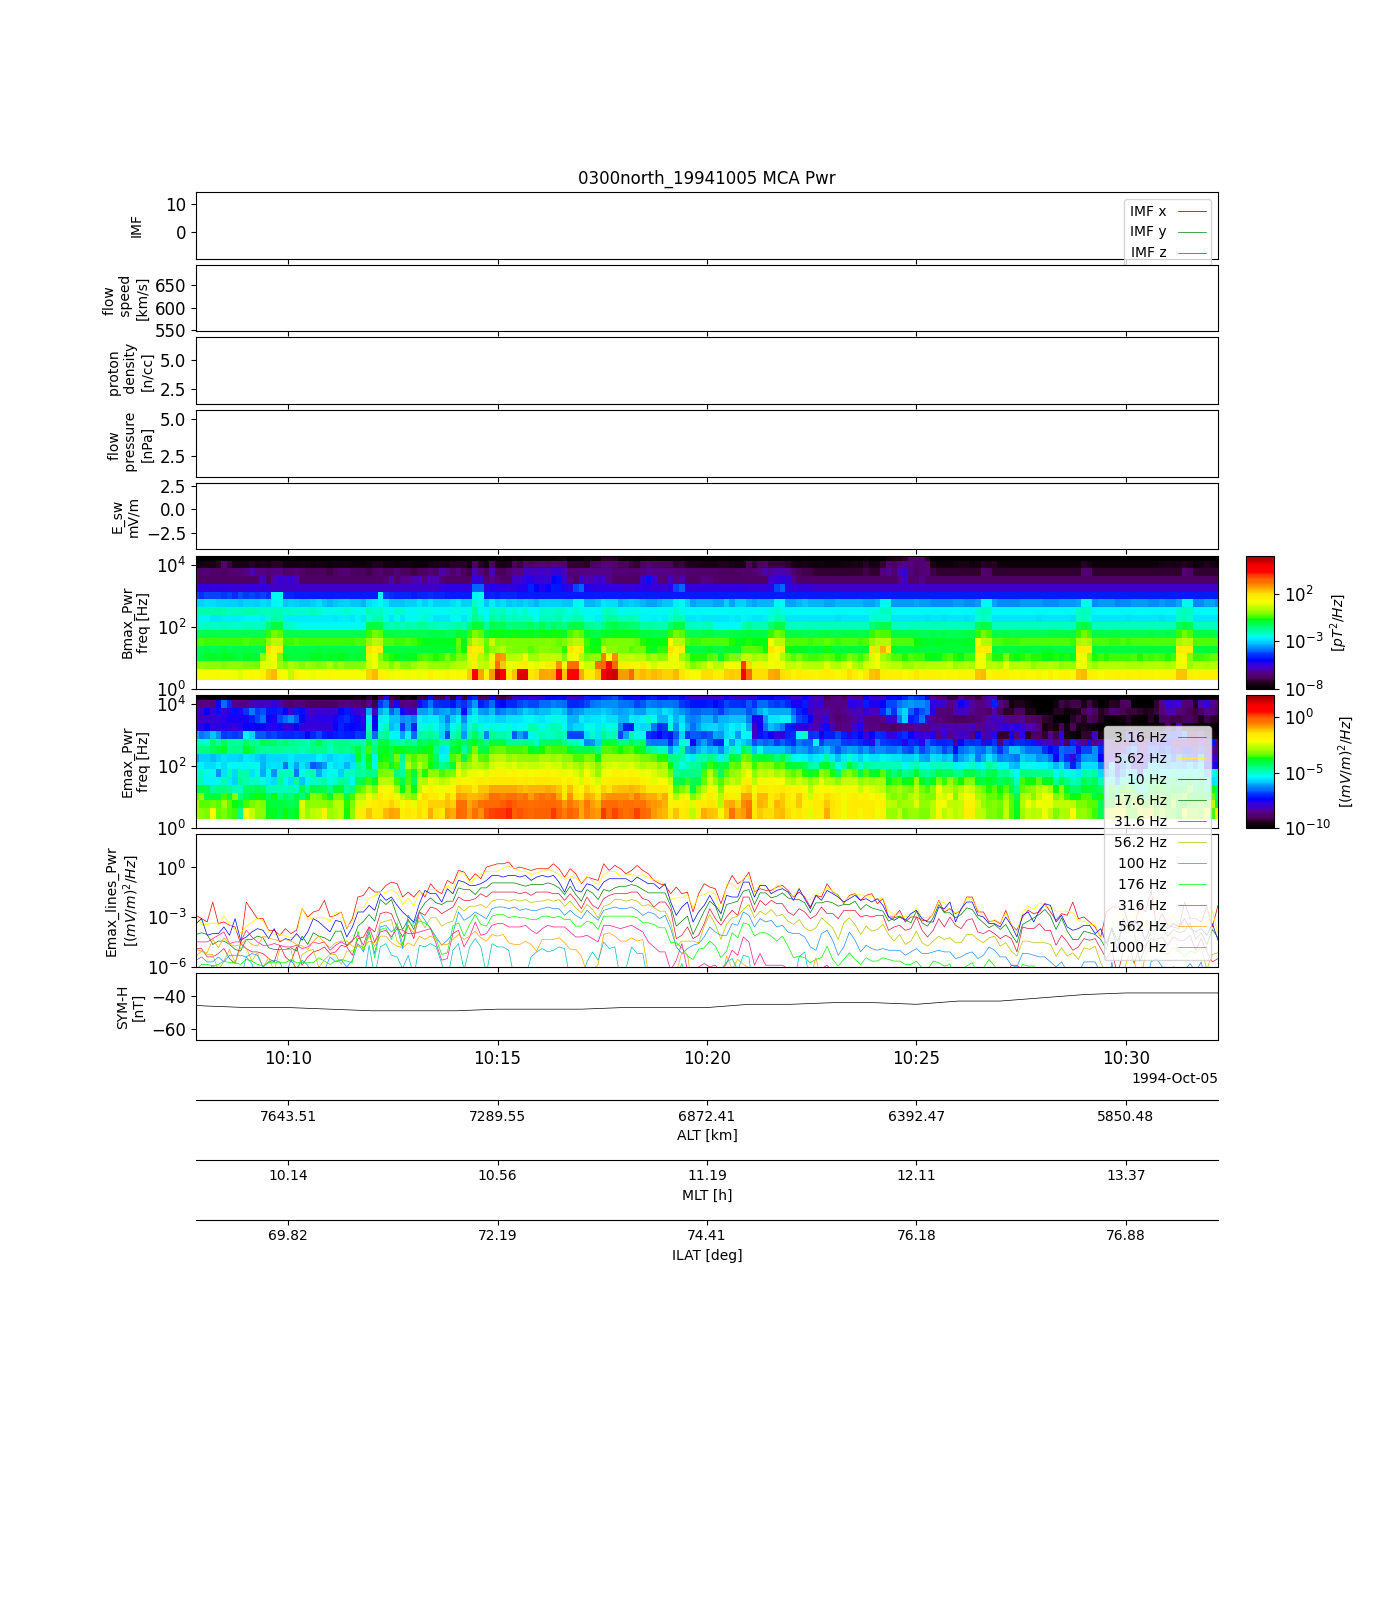 0300north_19941005 MCA Pwr
IMF
10
0
IMF x
IMF y
IMF z
flow
speed
[km/s]
650
600
550
proton
density
[n/cc]
5.0
2.5
flow
pressure
[nPa]
5.0
2.5
E_sw
mV/m
2.5
0.0
−2.5
Bmax_Pwr
freq [Hz]
10^4
10^2
10^0
10^2
10^−3
10^−8
[pT^2/Hz]
Emax_Pwr
freq [Hz]
10^4
10^2
10^0
10^0
10^−5
10^−10
[(mV/m)^2/Hz]
3.16 Hz
5.62 Hz
10 Hz
17.6 Hz
31.6 Hz
56.2 Hz
100 Hz
176 Hz
316 Hz
562 Hz
1000 Hz
Emax_lines_Pwr
[(mV/m)^2/Hz]
10^0
10^−3
10^−6
SYM-H
[nT]
−40
−60
10:10 10:15 10:20 10:25 10:30
1994-Oct-05
7643.51 7289.55 6872.41 6392.47 5850.48
ALT [km]
10.14 10.56 11.19 12.11 13.37
MLT [h]
69.82 72.19 74.41 76.18 76.88
ILAT [deg]